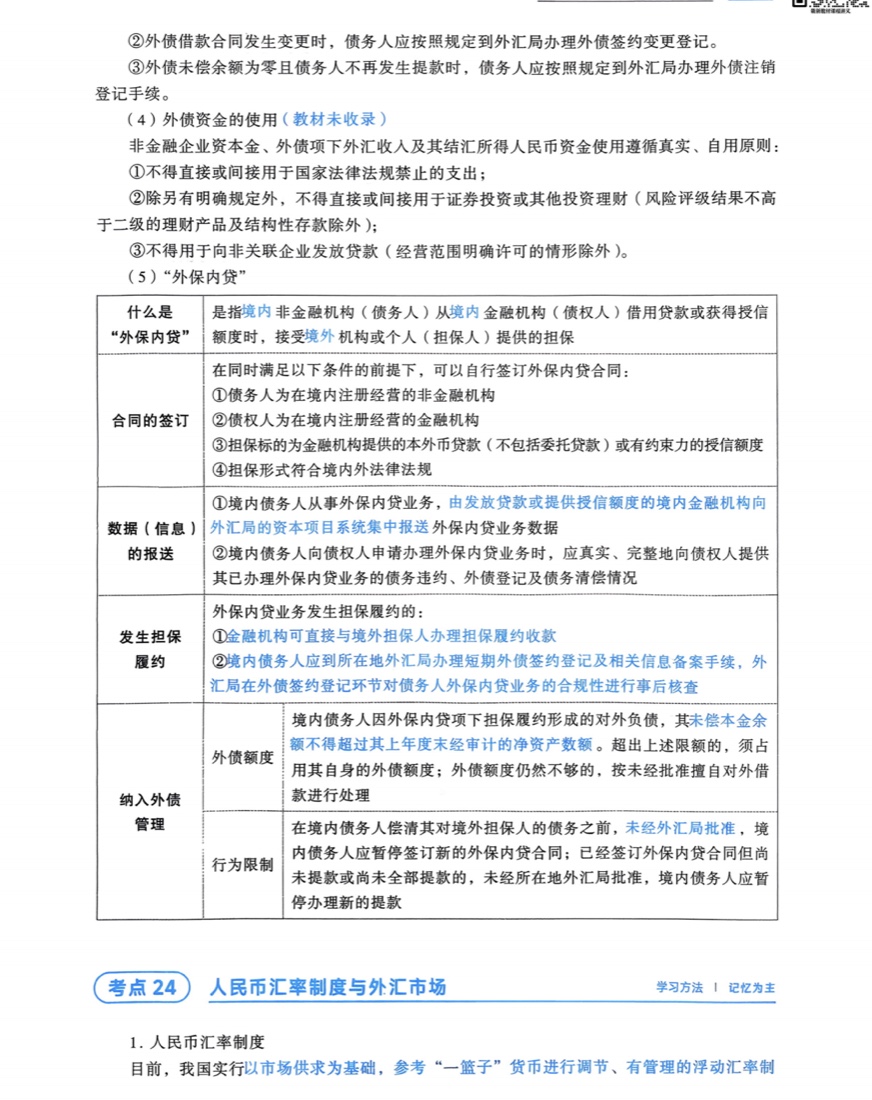 ②外债借款合同发生变更时，债务人应按照规定到外汇局办理外债签约变更登记。
③外债未偿余额为零且债务人不再发生提款时，债务人应按照规定到外汇局办理外债注销
登记手续。
（4）外债资金的使用（教材未收录）
非金融企业资本金、外债项下外汇收入及其结汇所得人民币资金使用遵循真实、自用原则：
①不得直接或间接用于国家法律法规禁止的支出；
②除另有明确规定外，不得直接或间接用于证券投资或其他投资理财（风险评级结果不高
于二级的理财产品及结构性存款除外）；
③不得用于向非关联企业发放贷款（经营范围明确许可的情形除外）。
（5）“外保内贷”
什么是
“外保内贷”
是指境内非金融机构（债务人）从境内金融机构（债权人）借用贷款或获得授信
额度时，接受境外机构或个人（担保人）提供的担保
合同的签订
在同时满足以下条件的前提下，可以自行签订外保内贷合同：
①债务人为在境内注册经营的非金融机构
②债权人为在境内注册经营的金融机构
③担保标的为金融机构提供的本外币贷款（不包括委托贷款）或有约束力的授信额度
④担保形式符合境内外法律法规
数据（信息）
的报送
①境内债务人从事外保内贷业务，由发放贷款或提供授信额度的境内金融机构向
外汇局的资本项目系统集中报送外保内贷业务数据
②境内债务人向债权人申请办理外保内贷业务时，应真实、完整地向债权人提供
其已办理外保内贷业务的债务违约、外债登记及债务清偿情况
发生担保
履约
外保内贷业务发生担保履约的：
①金融机构可直接与境外担保人办理担保履约收款
②境内债务人应到所在地外汇局办理短期外债签约登记及相关信息备案手续，外
汇局在外债签约登记环节对债务人外保内贷业务的合规性进行事后核查
纳入外债
管理
外债额度
境内债务人因外保内贷项下担保履约形成的对外负债，其未偿本金余
额不得超过其上年度末经审计的净资产数额。超出上述限额的，须占
用其自身的外债额度；外债额度仍然不够的，按未经批准擅自对外借
款进行处理
行为限制
在境内债务人偿清其对境外担保人的债务之前，未经外汇局批准，境
内债务人应暂停签订新的外保内贷合同；已经签订外保内贷合同但尚
未提款或尚未全部提款的，未经所在地外汇局批准，境内债务人应暂
停办理新的提款
考点 24 人民币汇率制度与外汇市场
学习方法 | 记忆为主
1. 人民币汇率制度
目前，我国实行以市场供求为基础，参考“一篮子”货币进行调节、有管理的浮动汇率制